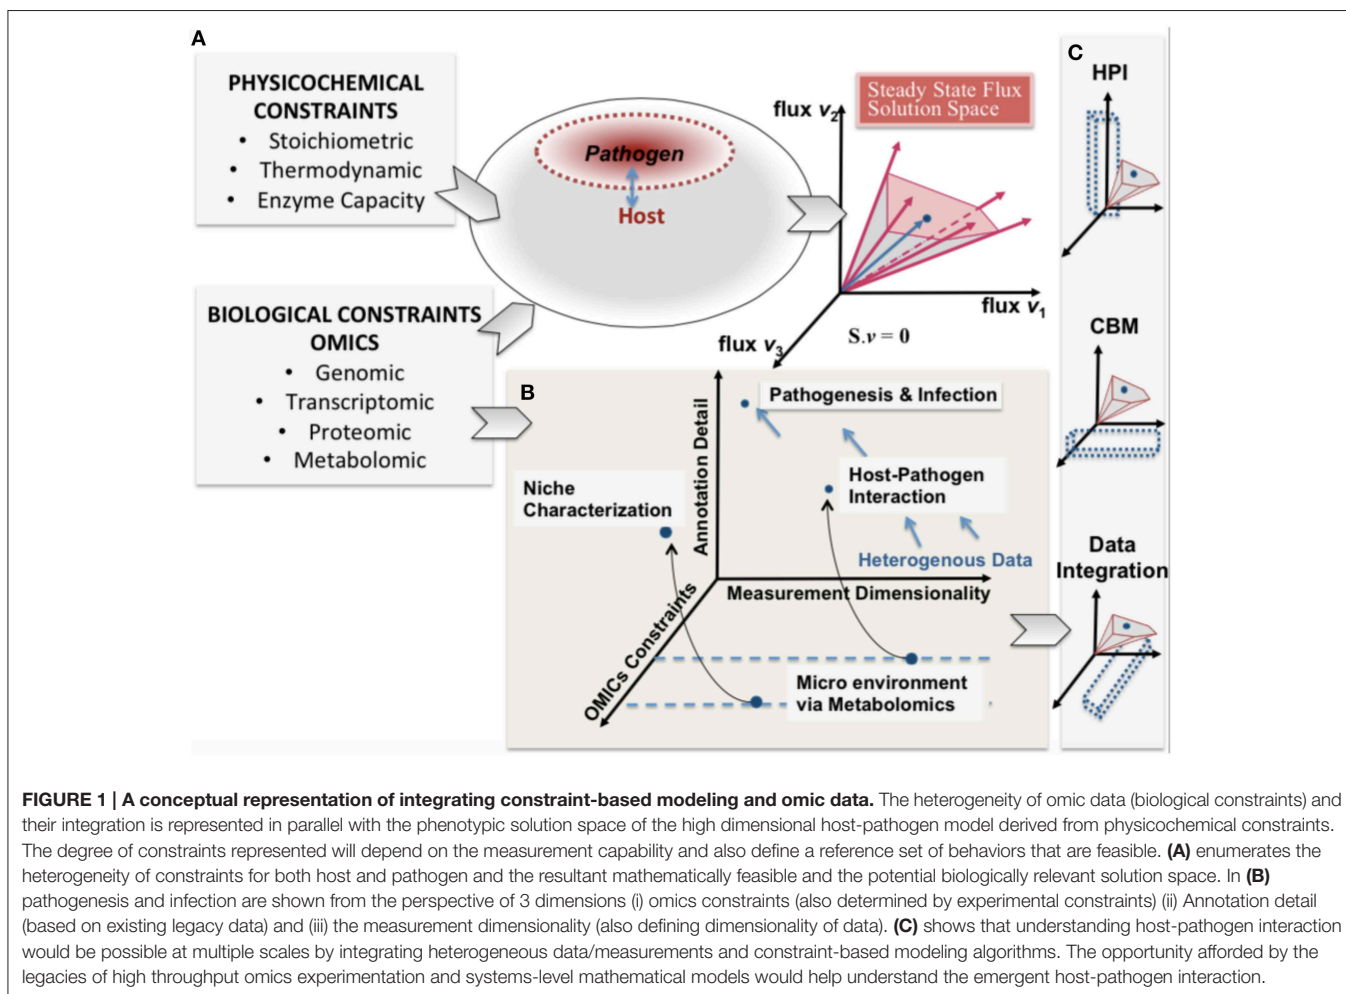 A
PHYSICOCHEMICAL
CONSTRAINTS
• Stoichiometric
• Thermodynamic
• Enzyme Capacity
BIOLOGICAL CONSTRAINTS
OMICS
• Genomic
• Transcriptomic
• Proteomic
• Metabolomic
Pathogen
Host
flux v2
Steady State Flux
Solution Space
flux v1
flux v3
S.v = 0
B
Annotation Detail
Pathogenesis & Infection
Host-Pathogen
Interaction
Niche
Characterization
Heterogenous Data
Measurement Dimensionality
OMICs Constraints
Micro environment
via Metabolomics
C
HPI
CBM
Data
Integration
FIGURE 1 | A conceptual representation of integrating constraint-based modeling and omic data. The heterogeneity of omic data (biological constraints) and
their integration is represented in parallel with the phenotypic solution space of the high dimensional host-pathogen model derived from physicochemical constraints.
The degree of constraints represented will depend on the measurement capability and also define a reference set of behaviors that are feasible. (A) enumerates the
heterogeneity of constraints for both host and pathogen and the resultant mathematically feasible and the potential biologically relevant solution space. In (B)
pathogenesis and infection are shown from the perspective of 3 dimensions (i) omics constraints (also determined by experimental constraints) (ii) Annotation detail
(based on existing legacy data) and (iii) the measurement dimensionality (also defining dimensionality of data). (C) shows that understanding host-pathogen interaction
would be possible at multiple scales by integrating heterogeneous data/measurements and constraint-based modeling algorithms. The opportunity afforded by the
legacies of high throughput omics experimentation and systems-level mathematical models would help understand the emergent host-pathogen interaction.